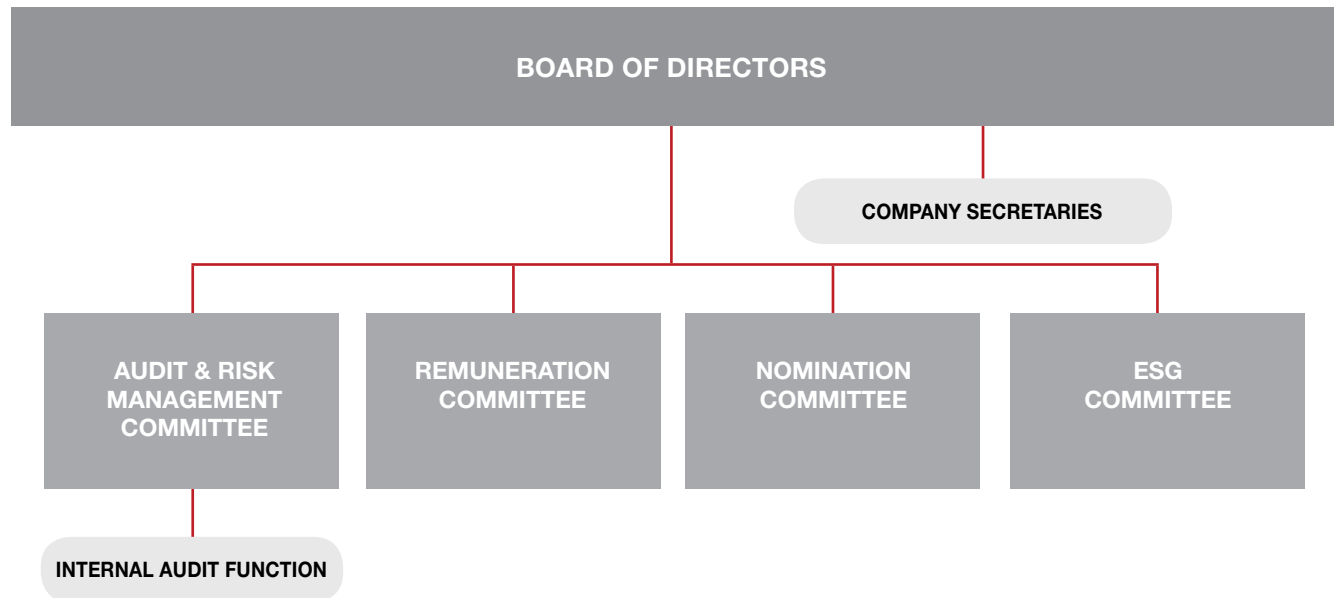 BOARD OF DIRECTORS
COMPANY SECRETARIES
AUDIT & RISK
MANAGEMENT
COMMITTEE
REMUNERATION
COMMITTEE
NOMINATION
COMMITTEE
ESG
COMMITTEE
INTERNAL AUDIT FUNCTION